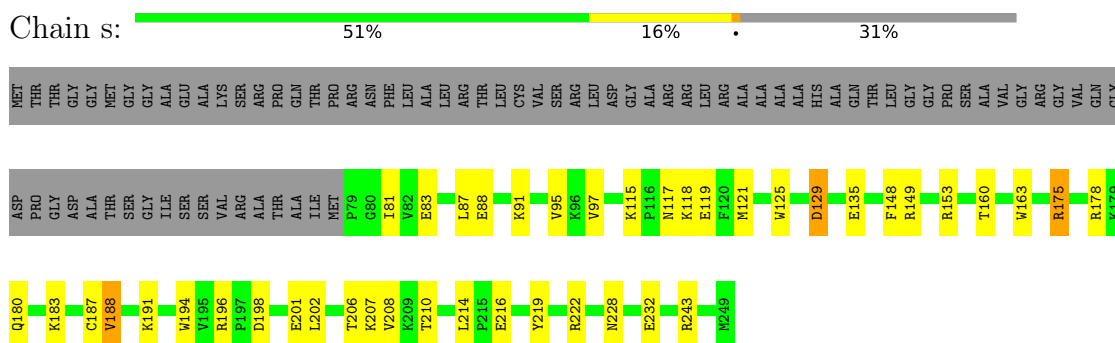 Chain s:
51% 16% • 31%
MET THR THR GLY GLY MET GLY GLY ALA GLU ALA LYS SER ARG PRO GLN THR PRO ARG ASN PHE LEU ALA LEU ARG THR LEU CYS VAL SER ARG LEU ASP GLY ALA ARG ARG LEU ARG ALA ALA ALA ALA HIS ALA GLN THR LEU GLY GLY PRO SER ALA VAL GLY ARG GLY VAL GLN GLY
ASP PRO GLY ASP ALA THR SER GLY ILE SER SER VAL ARG ALA THR ALA ILE MET P79 G80 I81 V82 E83 L87 E88 K91 V95 K96 V97 K115 P116 N117 K118 E119 F120 M121 W125 D129 E135 F148 R149 R153 T160 W163 R175 R178 K179
Q180 K183 C187 V188 K191 W194 V195 R196 P197 D198 E201 L202 T206 K207 V208 K209 T210 L214 P215 E216 Y219 R222 N228 E232 R243 M249